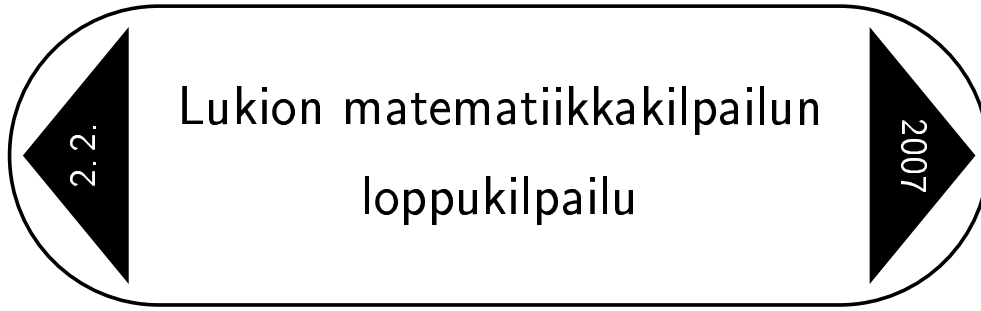 2. 2.
Lukion matematiikkakilpailun
loppukilpailu
2007